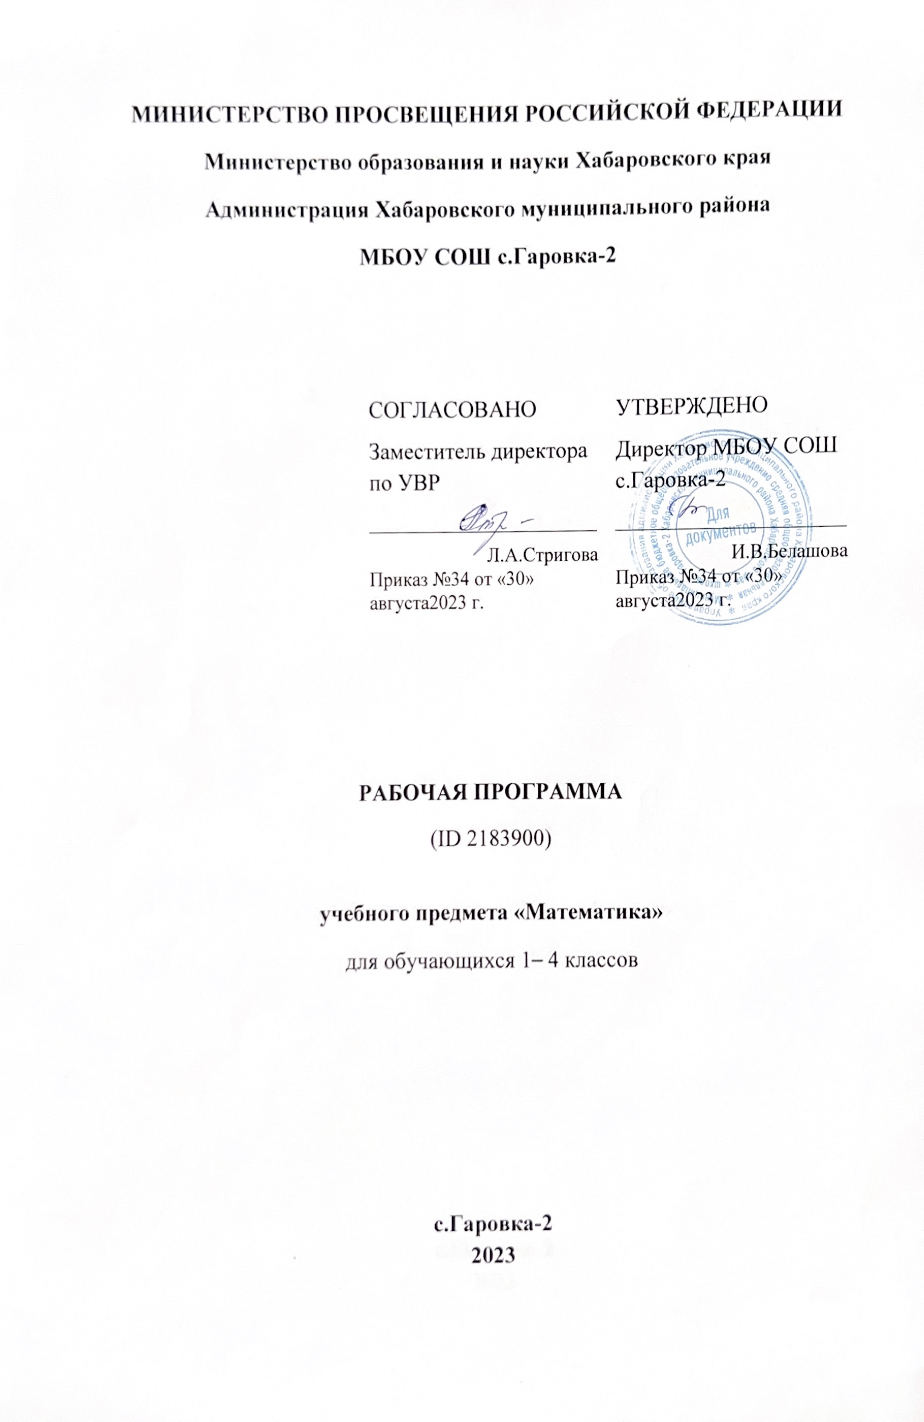 МИНИСТЕРСТВО ПРОСВЕЩЕНИЯ РОССИЙСКОЙ ФЕДЕРАЦИИ
Министерство образования и науки Хабаровского края
Администрация Хабаровского муниципального района
МБОУ СОШ с.Гаровка-2
СОГЛАСОВАНО
Заместитель директора
по УВР
Л.А.Стригова
Приказ №34 от «30»
августа2023 г.
УТВЕРЖДЕНО
Директор МБОУ СОШ
с.Гаровка-2
Для
документов
И.В.Белашова
Приказ №34 от «30»
августа2023 г.
РАБОЧАЯ ПРОГРАММА
(ID 2183900)
учебного предмета «Математика»
для обучающихся 1– 4 классов
с.Гаровка-2
2023